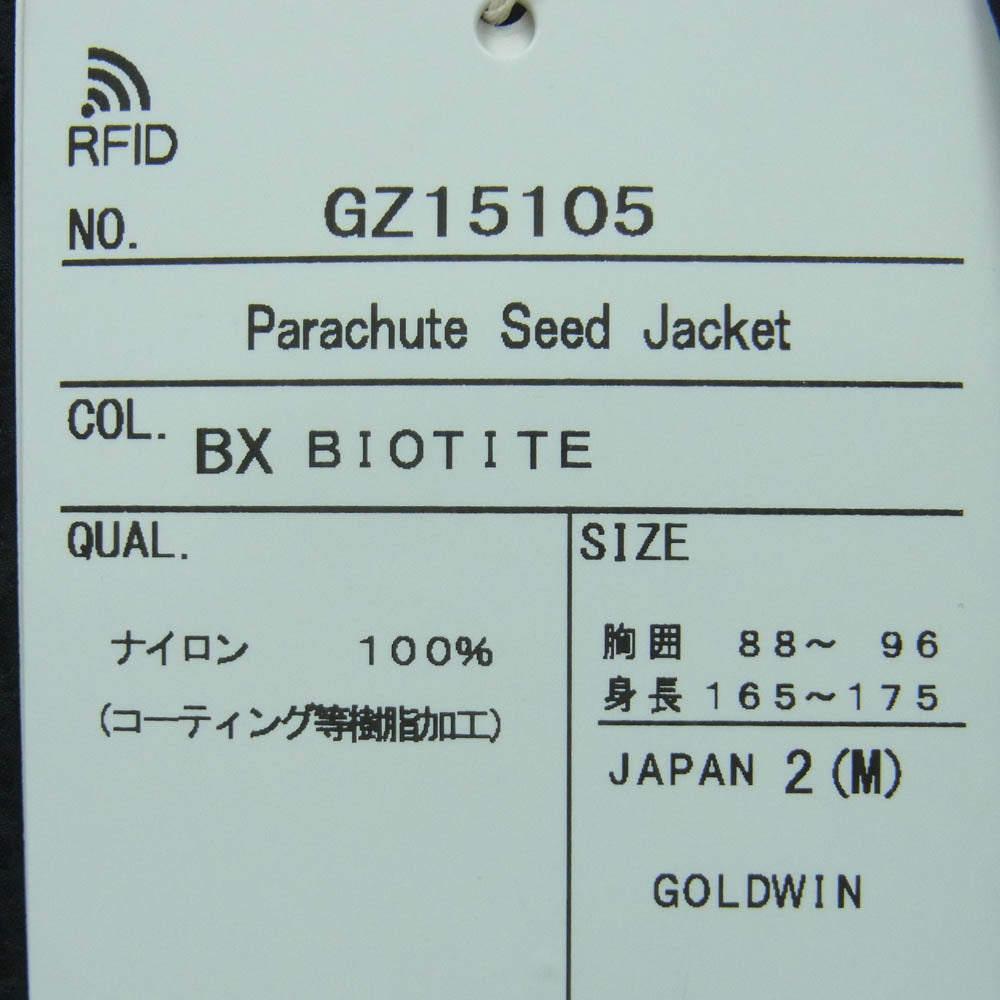 RFID
NO. GZ15105
Parachute Seed Jacket
COL. BX BIOTITE
QUAL.
ナイロン 100%
(コーティング等樹脂加工)
SIZE
胸囲 88～ 96
身長 165～175
JAPAN 2(M)
GOLDWIN